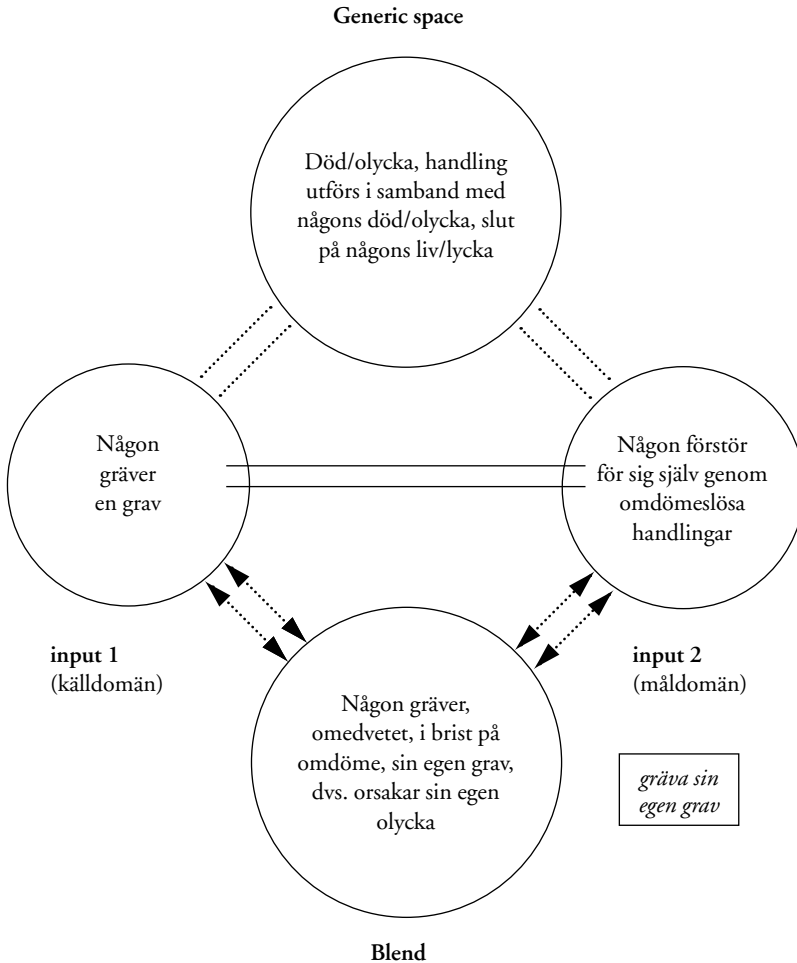 Generic space
Död/olycka, handling
utförs i samband med
någons död/olycka, slut
på någons liv/lycka
Någon
gräver
en grav
Någon förstör
för sig själv genom
omdömeslösa
handlingar
input 1
(källdomän)
input 2
(måldomän)
Någon gräver,
omedvetet, i brist på
omdöme, sin egen grav,
dvs. orsakar sin egen
olycka
gräva sin
egen grav
Blend